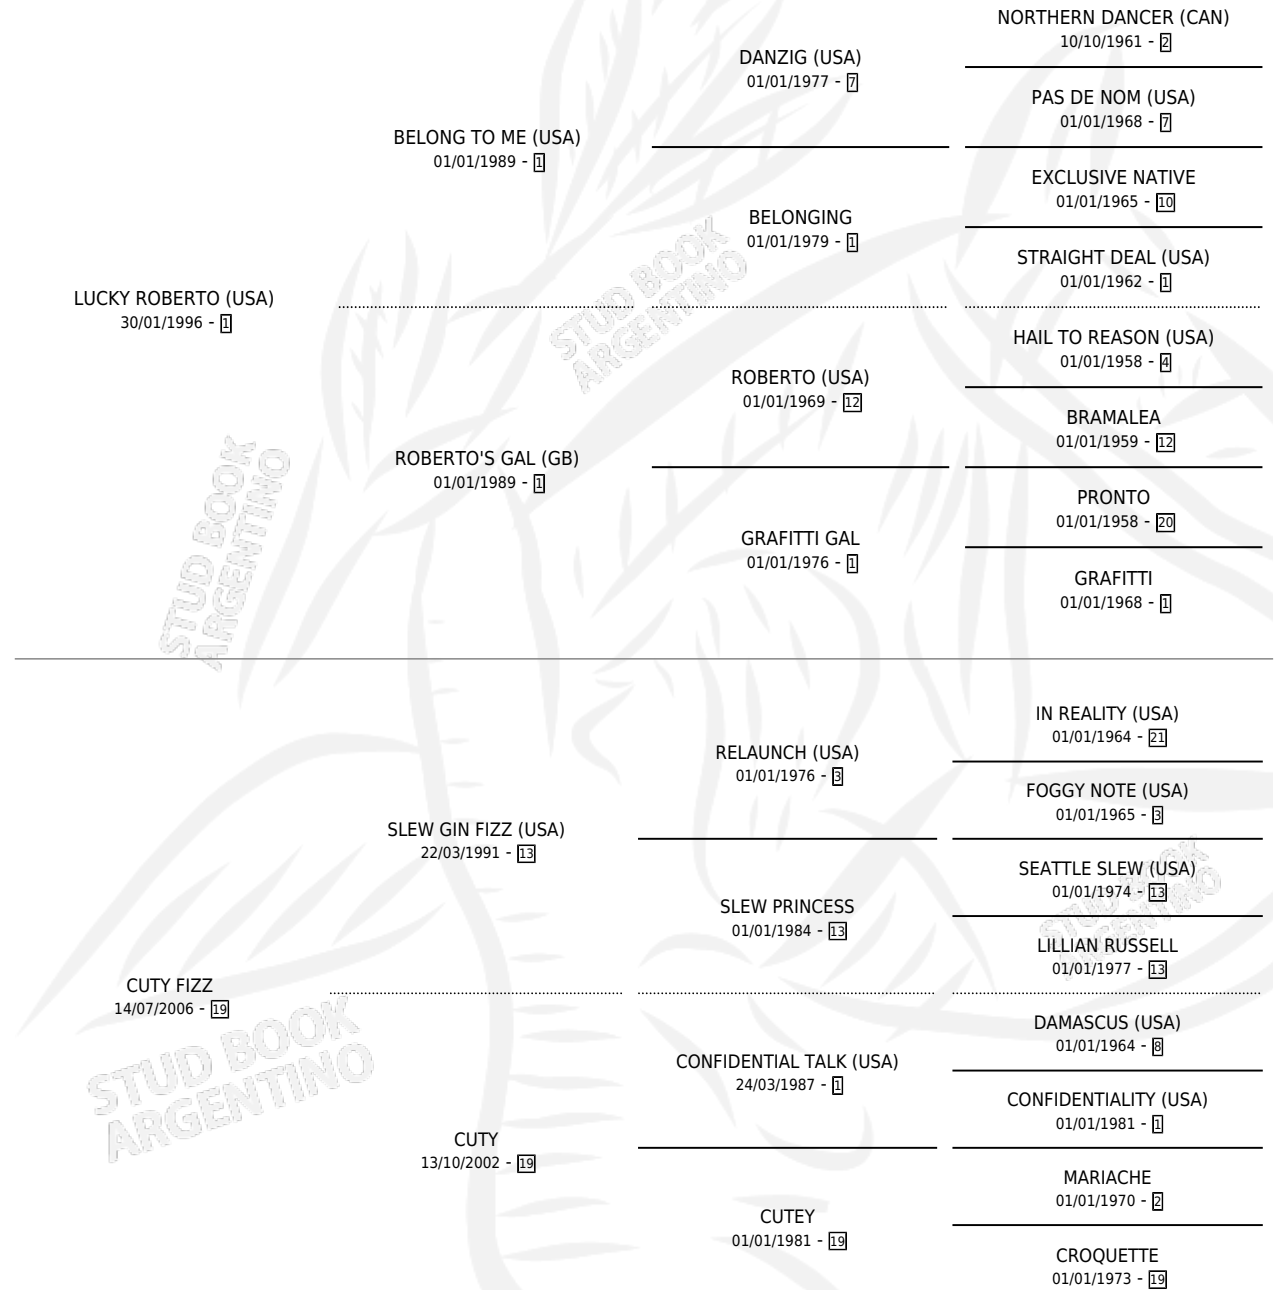 NORTHERN DANCER (CAN)
10/10/1961 - 2
DANZIG (USA)
01/01/1977 - 7
PAS DE NOM (USA)
01/01/1968 - 7
BELONG TO ME (USA)
01/01/1989 - 1
EXCLUSIVE NATIVE
01/01/1965 - 10
BELONGING
01/01/1979 - 1
STRAIGHT DEAL (USA)
01/01/1962 - 1
LUCKY ROBERTO (USA)
30/01/1996 - 1
STUD BOOK
ARGENTINO
HAIL TO REASON (USA)
01/01/1958 - 4
ROBERTO (USA)
01/01/1969 - 12
BRAMALEA
01/01/1959 - 12
ROBERTO'S GAL (GB)
01/01/1989 - 1
PRONTO
01/01/1958 - 20
GRAFITTI GAL
01/01/1976 - 1
GRAFITTI
01/01/1968 - 1
STUD BOOK
ARGENTINO
IN REALITY (USA)
01/01/1964 - 21
RELAUNCH (USA)
01/01/1976 - 3
FOGGY NOTE (USA)
01/01/1965 - 3
SLEW GIN FIZZ (USA)
22/03/1991 - 13
SEATTLE SLEW (USA)
01/01/1974 - 13
SLEW PRINCESS
01/01/1984 - 13
LILLIAN RUSSELL
01/01/1977 - 13
STUD BOOK
ARGENTINO
CUTY FIZZ
14/07/2006 - 19
DAMASCUS (USA)
01/01/1964 - 8
CONFIDENTIAL TALK (USA)
24/03/1987 - 1
CONFIDENTIALITY (USA)
01/01/1981 - 1
STUD BOOK
ARGENTINO
CUTY
13/10/2002 - 19
MARIACHE
01/01/1970 - 2
CUTEY
01/01/1981 - 19
CROQUETTE
01/01/1973 - 19